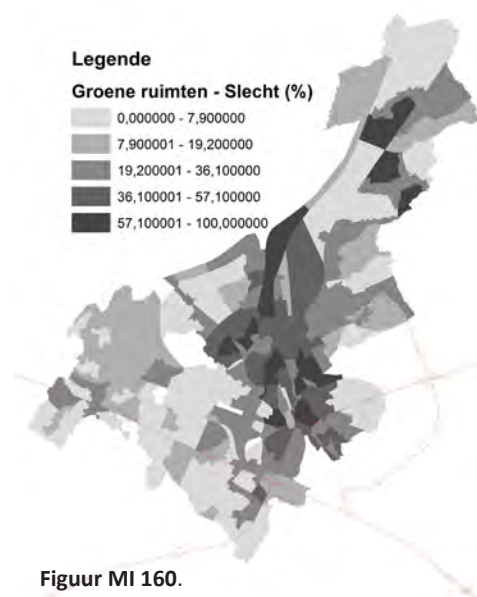 Legende
Groene ruimten - Slecht (%)
0,000000 - 7,900000
7,900001 - 19,200000
19,200001 - 36,100000
36,100001 - 57,100000
57,100001 - 100,000000
Figuur MI 160.